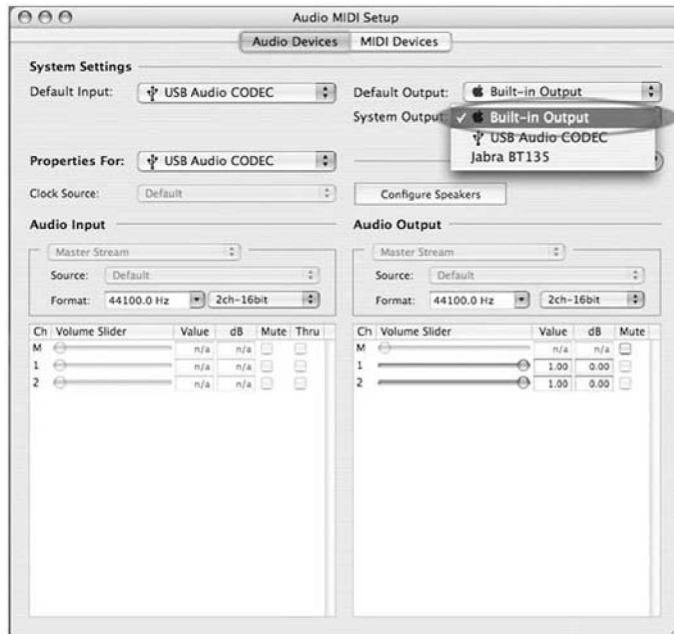 Audio MIDI Setup
Audio Devices MIDI Devices
System Settings
Default Input: USB Audio CODEC Default Output: Built-in Output
System Output: Built-in Output
USB Audio CODEC
Jabra BT135
Properties For: USB Audio CODEC
Clock Source: Default Configure Speakers
Audio Input Audio Output
Master Stream Master Stream
Source: Default Source: Default
Format: 44100.0 Hz 2ch-16bit Format: 44100.0 Hz 2ch-16bit
Ch Volume Slider Value dB Mute Thru Ch Volume Slider Value dB Mute
M n/a n/a M n/a n/a
1 n/a n/a 1 1.00 0.00
2 n/a n/a 2 1.00 0.00